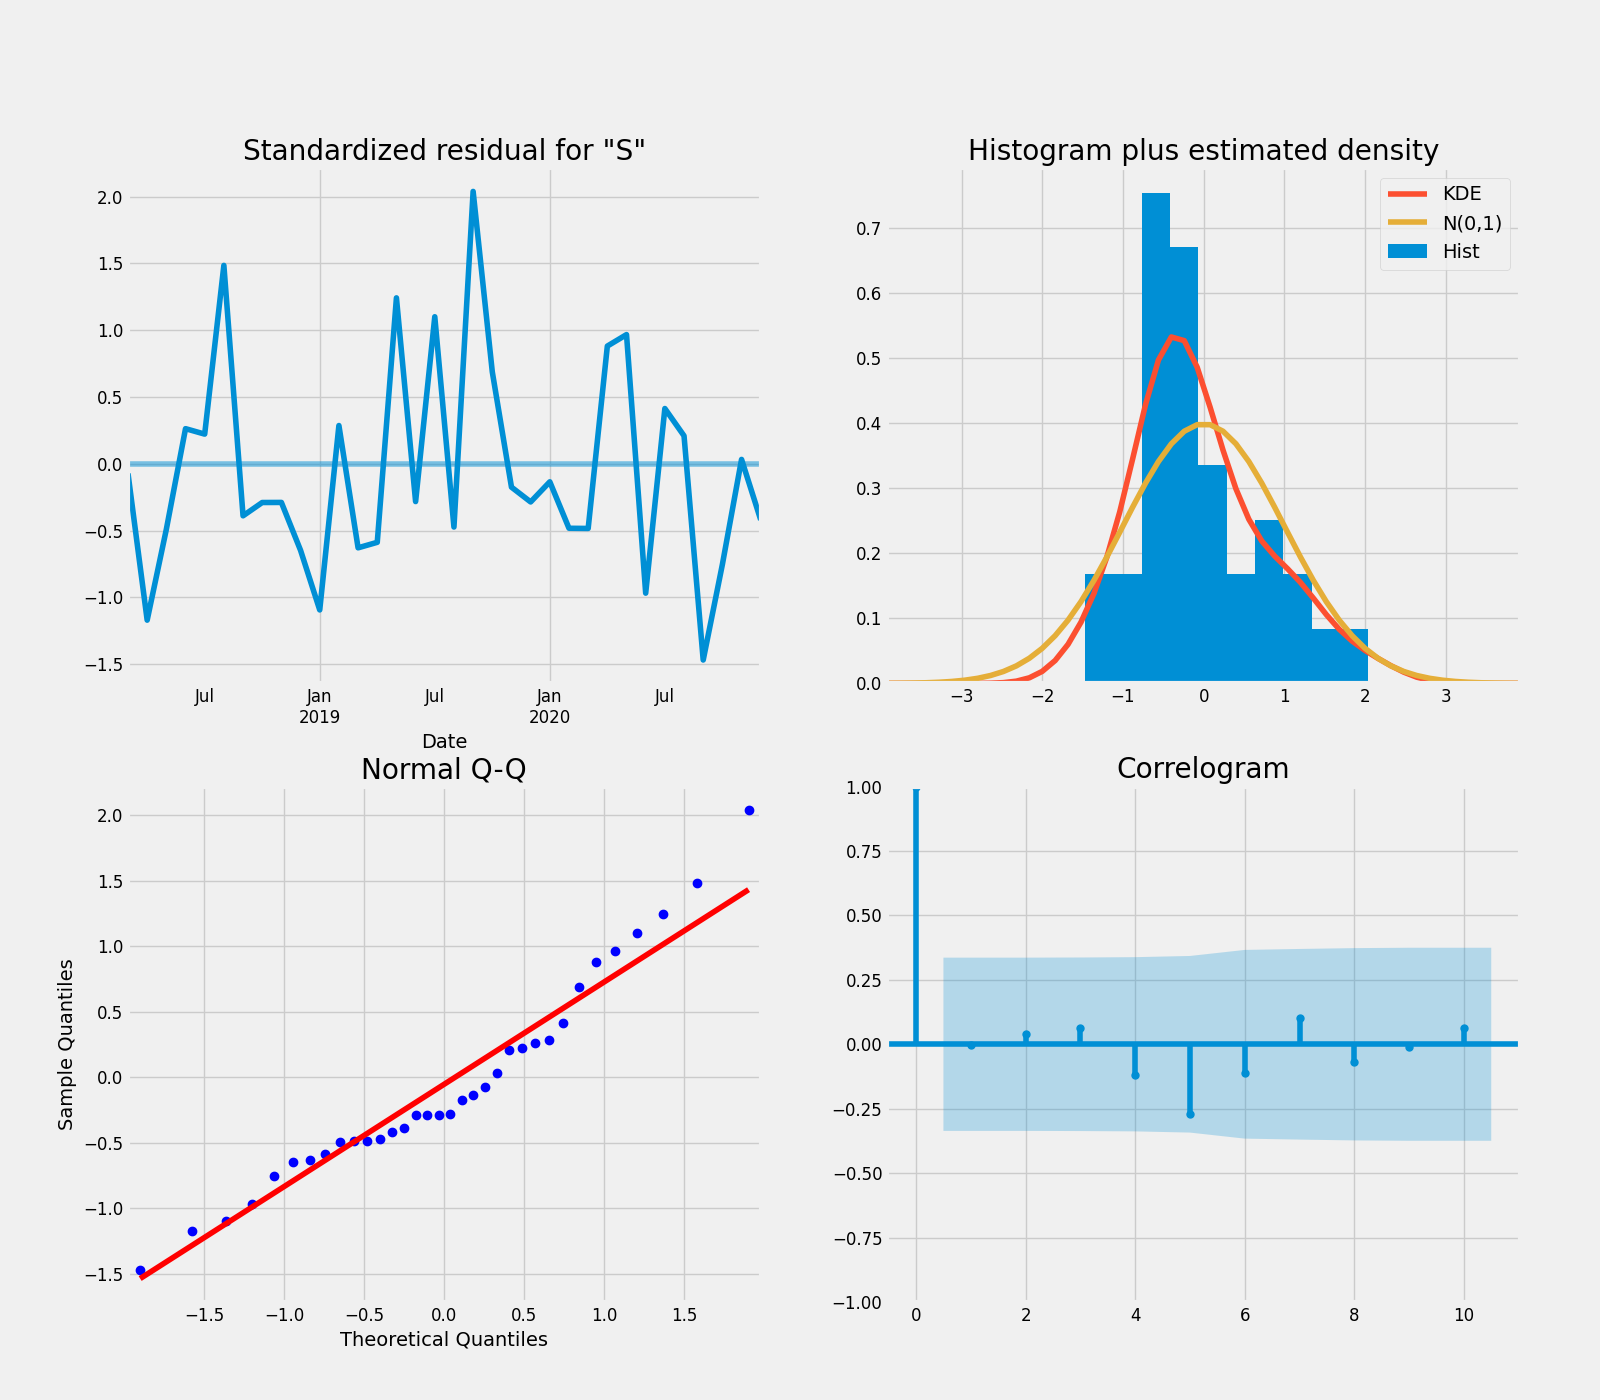 Standardized residual for "S"
2.0
1.5
1.0
0.5
0.0
−0.5
−1.0
−1.5
Jul Jan Jul Jan Jul
2019 2020
Date
Histogram plus estimated density
KDE
N(0,1)
Hist
0.7
0.6
0.5
0.4
0.3
0.2
0.1
0.0
−3 −2 −1 0 1 2 3
Normal Q-Q
Sample Quantiles
2.0
1.5
1.0
0.5
0.0
−0.5
−1.0
−1.5
−1.5 −1.0 −0.5 0.0 0.5 1.0 1.5
Theoretical Quantiles
Correlogram
1.00
0.75
0.50
0.25
0.00
−0.25
−0.50
−0.75
−1.00
0 2 4 6 8 10